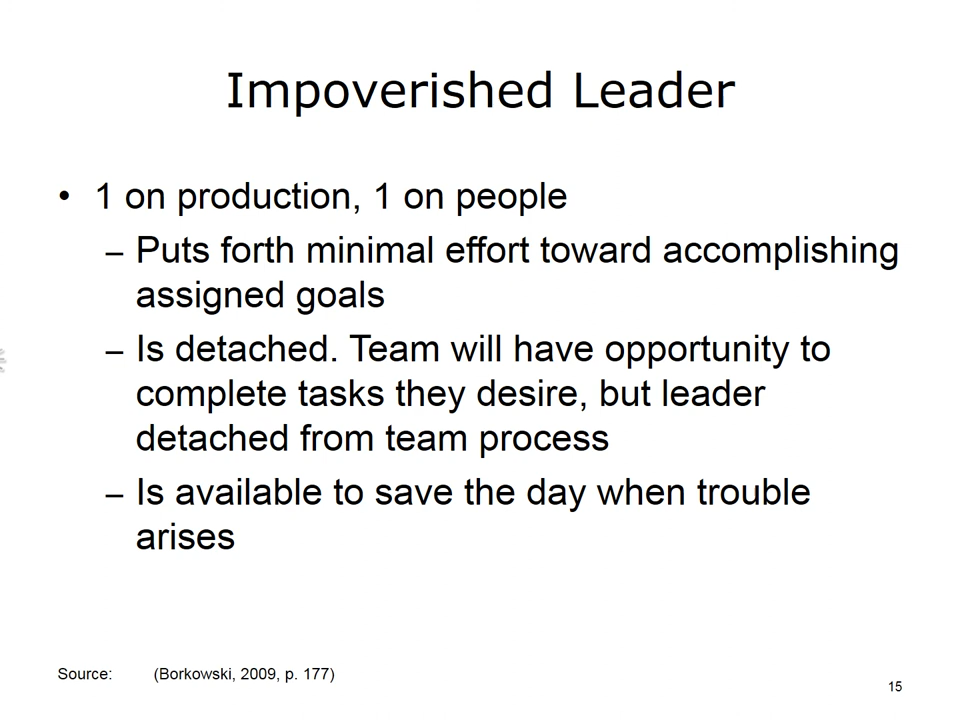 Impoverished Leader
• 1 on production, 1 on people
– Puts forth minimal effort toward accomplishing
assigned goals
– Is detached. Team will have opportunity to
complete tasks they desire, but leader
detached from team process
– Is available to save the day when trouble
arises
Source: (Borkowski, 2009, p. 177)
15